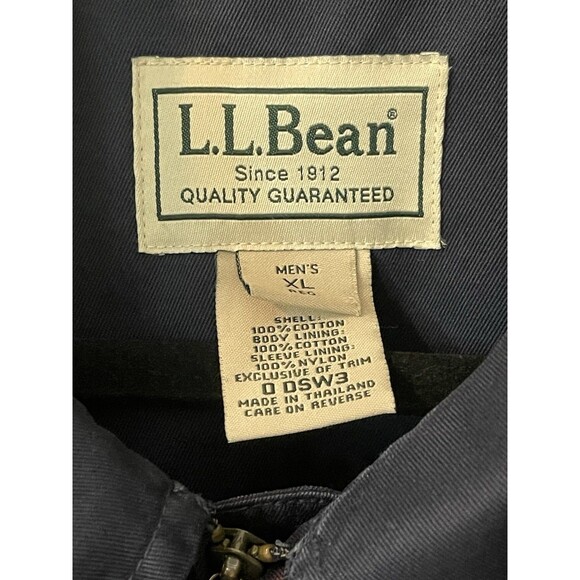 L.L.Bean®
Since 1912
QUALITY GUARANTEED
MEN'S
XL
REG
SHELL:
100% COTTON
BODY LINING:
100% COTTON
SLEEVE LINING:
100% NYLON
EXCLUSIVE OF TRIM
0 DSW3
MADE IN THAILAND
CARE ON REVERSE